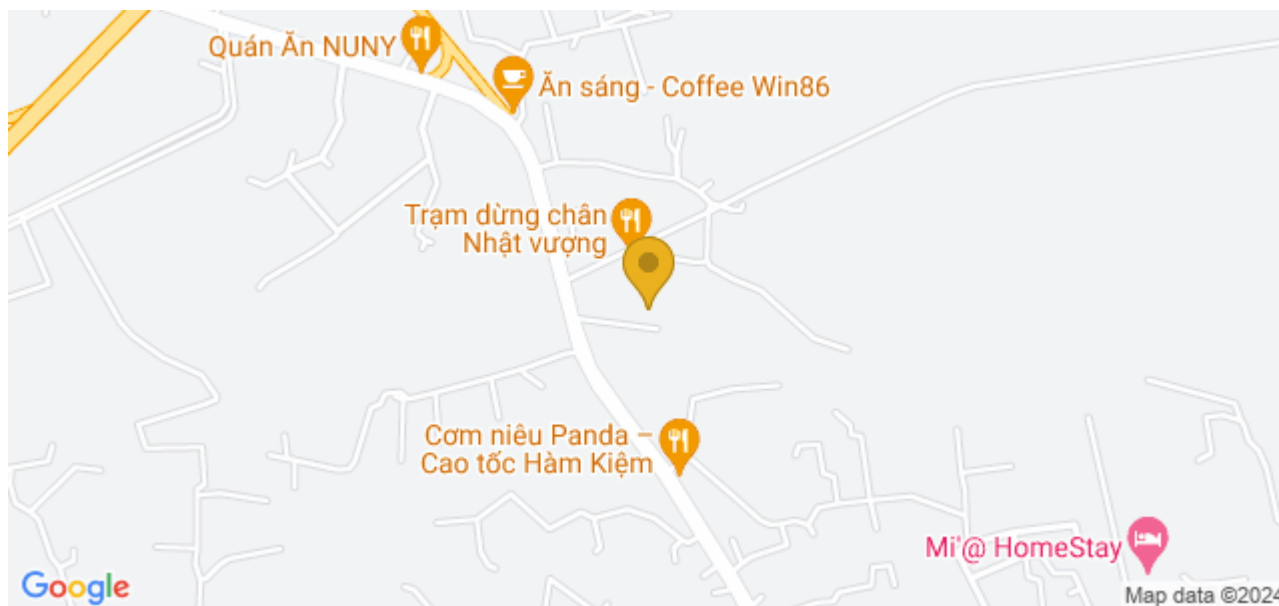 Quán Ăn NUNY
Ăn sáng - Coffee Win86
Trạm dừng chân
Nhật vượng
Cơm niêu Panda –
Cao tốc Hàm Kiệm
Mi'@ HomeStay
Google
Map data ©2024